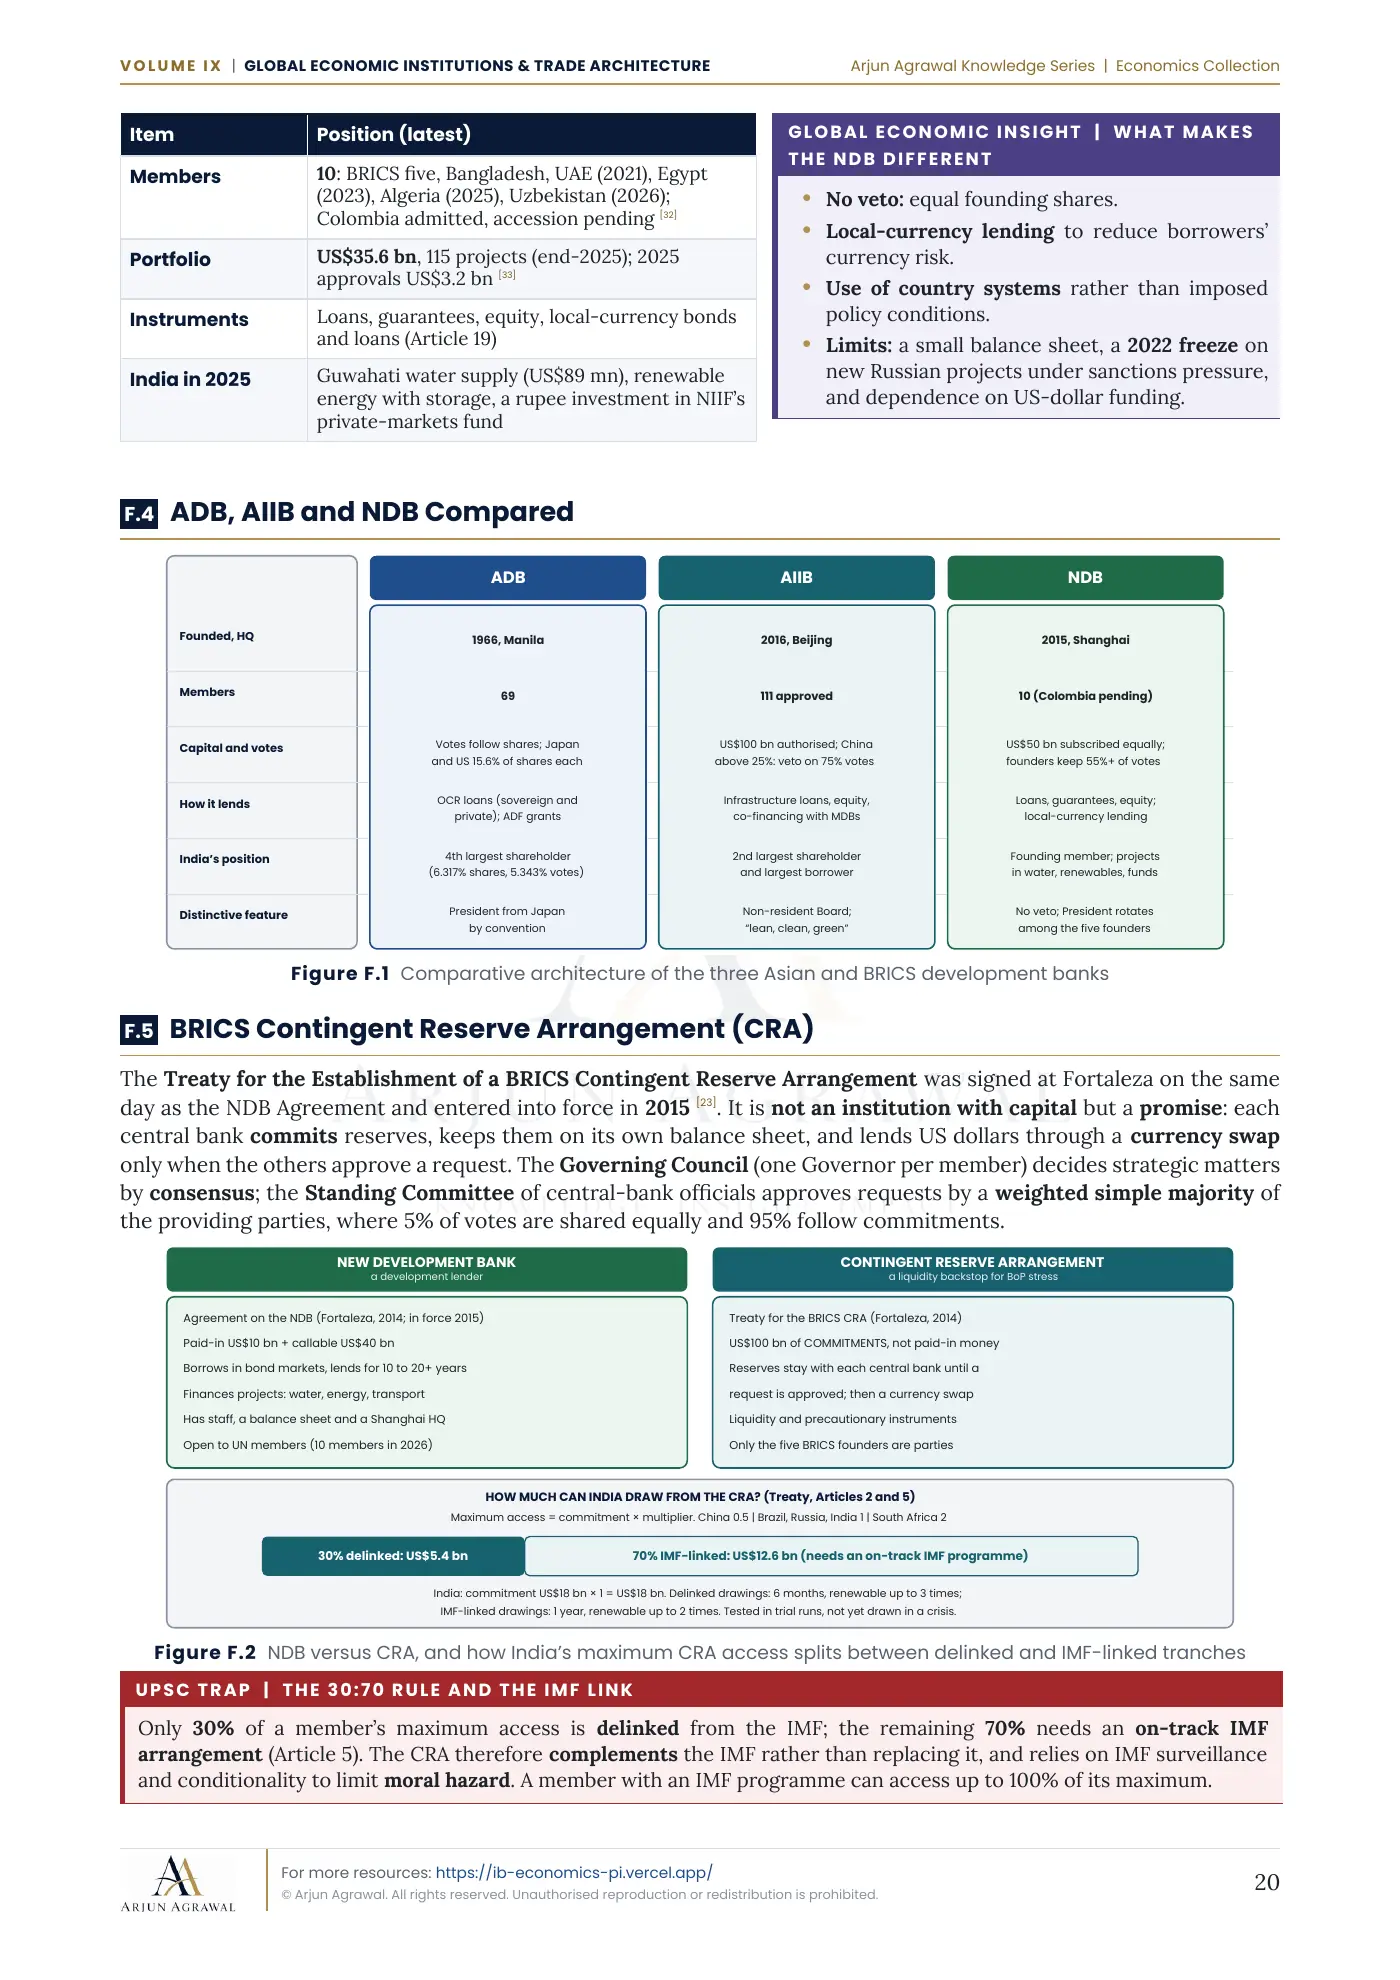 VOLUME IX | GLOBAL ECONOMIC INSTITUTIONS & TRADE ARCHITECTURE
Arjun Agrawal Knowledge Series | Economics Collection
Item
Position (latest)
Members
10: BRICS five, Bangladesh, UAE (2021), Egypt
(2023), Algeria (2025), Uzbekistan (2026);
Colombia admitted, accession pending [32]
Portfolio
US$35.6 bn, 115 projects (end-2025); 2025
approvals US$3.2 bn [33]
Instruments
Loans, guarantees, equity, local-currency bonds
and loans (Article 19)
India in 2025
Guwahati water supply (US$89 mn), renewable
energy with storage, a rupee investment in NIIF’s
private-markets fund
GLOBAL ECONOMIC INSIGHT | WHAT MAKES
THE NDB DIFFERENT
• No veto: equal founding shares.
• Local-currency lending to reduce borrowers’
currency risk.
• Use of country systems rather than imposed
policy conditions.
• Limits: a small balance sheet, a 2022 freeze on
new Russian projects under sanctions pressure,
and dependence on US-dollar funding.
F.4 ADB, AIIB and NDB Compared
ADB
AIIB
NDB
Founded, HQ
1966, Manila
2016, Beijing
2015, Shanghai
Members
69
111 approved
10 (Colombia pending)
Capital and votes
Votes follow shares; Japan
and US 15.6% of shares each
US$100 bn authorised; China
above 25%: veto on 75% votes
US$50 bn subscribed equally;
founders keep 55%+ of votes
How it lends
OCR loans (sovereign and
private); ADF grants
Infrastructure loans, equity,
co-financing with MDBs
Loans, guarantees, equity;
local-currency lending
India’s position
4th largest shareholder
(6.317% shares, 5.343% votes)
2nd largest shareholder
and largest borrower
Founding member; projects
in water, renewables, funds
Distinctive feature
President from Japan
by convention
Non-resident Board;
“lean, clean, green”
No veto; President rotates
among the five founders
Figure F.1 Comparative architecture of the three Asian and BRICS development banks
F.5 BRICS Contingent Reserve Arrangement (CRA)
The Treaty for the Establishment of a BRICS Contingent Reserve Arrangement was signed at Fortaleza on the same
day as the NDB Agreement and entered into force in 2015 [23]. It is not an institution with capital but a promise: each
central bank commits reserves, keeps them on its own balance sheet, and lends US dollars through a currency swap
only when the others approve a request. The Governing Council (one Governor per member) decides strategic matters
by consensus; the Standing Committee of central-bank officials approves requests by a weighted simple majority of
the providing parties, where 5% of votes are shared equally and 95% follow commitments.
NEW DEVELOPMENT BANK
a development lender
Agreement on the NDB (Fortaleza, 2014; in force 2015)
Paid-in US$10 bn + callable US$40 bn
Borrows in bond markets, lends for 10 to 20+ years
Finances projects: water, energy, transport
Has staff, a balance sheet and a Shanghai HQ
Open to UN members (10 members in 2026)
CONTINGENT RESERVE ARRANGEMENT
a liquidity backstop for BoP stress
Treaty for the BRICS CRA (Fortaleza, 2014)
US$100 bn of COMMITMENTS, not paid-in money
Reserves stay with each central bank until a
request is approved; then a currency swap
Liquidity and precautionary instruments
Only the five BRICS founders are parties
HOW MUCH CAN INDIA DRAW FROM THE CRA? (Treaty, Articles 2 and 5)
Maximum access = commitment × multiplier. China 0.5 | Brazil, Russia, India 1 | South Africa 2
30% delinked: US$5.4 bn
70% IMF-linked: US$12.6 bn (needs an on-track IMF programme)
India: commitment US$18 bn × 1 = US$18 bn. Delinked drawings: 6 months, renewable up to 3 times;
IMF-linked drawings: 1 year, renewable up to 2 times. Tested in trial runs, not yet drawn in a crisis.
Figure F.2 NDB versus CRA, and how India’s maximum CRA access splits between delinked and IMF-linked tranches
UPSC TRAP | THE 30:70 RULE AND THE IMF LINK
Only 30% of a member’s maximum access is delinked from the IMF; the remaining 70% needs an on-track IMF
arrangement (Article 5). The CRA therefore complements the IMF rather than replacing it, and relies on IMF surveillance
and conditionality to limit moral hazard. A member with an IMF programme can access up to 100% of its maximum.
ARJUN AGRAWAL
For more resources: https://ib-economics-pi.vercel.app/
© Arjun Agrawal. All rights reserved. Unauthorised reproduction or redistribution is prohibited.
20
ARJUN AGRAWAL
KNOWLEDGE INSIGHT IMPACT